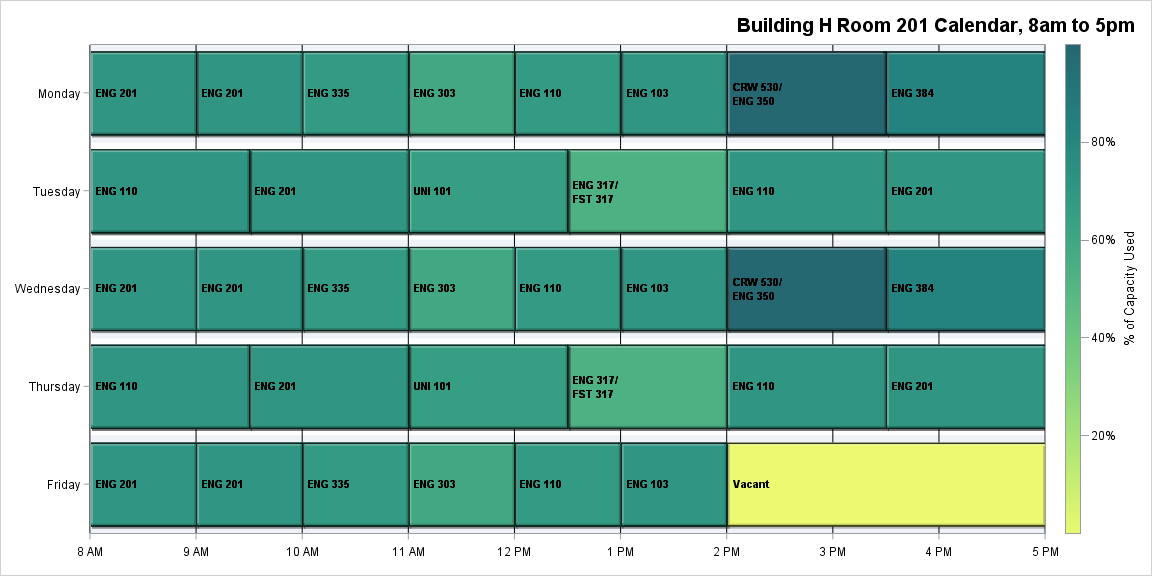 Building H Room 201 Calendar, 8am to 5pm
Monday
ENG 201
ENG 201
ENG 335
ENG 303
ENG 110
ENG 103
CRW 530/
ENG 350
ENG 384
Tuesday
ENG 110
ENG 201
UNI 101
ENG 317/
FST 317
ENG 110
ENG 201
Wednesday
ENG 201
ENG 201
ENG 335
ENG 303
ENG 110
ENG 103
CRW 530/
ENG 350
ENG 384
Thursday
ENG 110
ENG 201
UNI 101
ENG 317/
FST 317
ENG 110
ENG 201
Friday
ENG 201
ENG 201
ENG 335
ENG 303
ENG 110
ENG 103
Vacant
8 AM
9 AM
10 AM
11 AM
12 PM
1 PM
2 PM
3 PM
4 PM
5 PM
80%
60%
40%
20%
% of Capacity Used